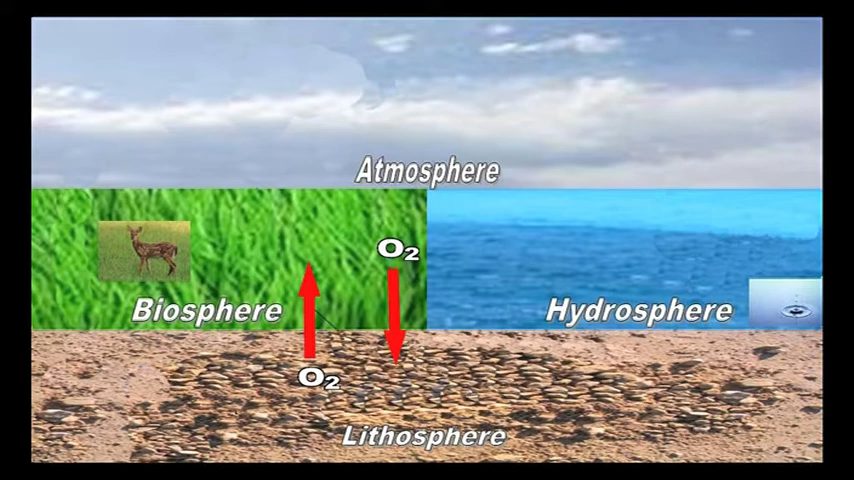 Atmosphere
O₂
Biosphere
Hydrosphere
O₂
Lithosphere